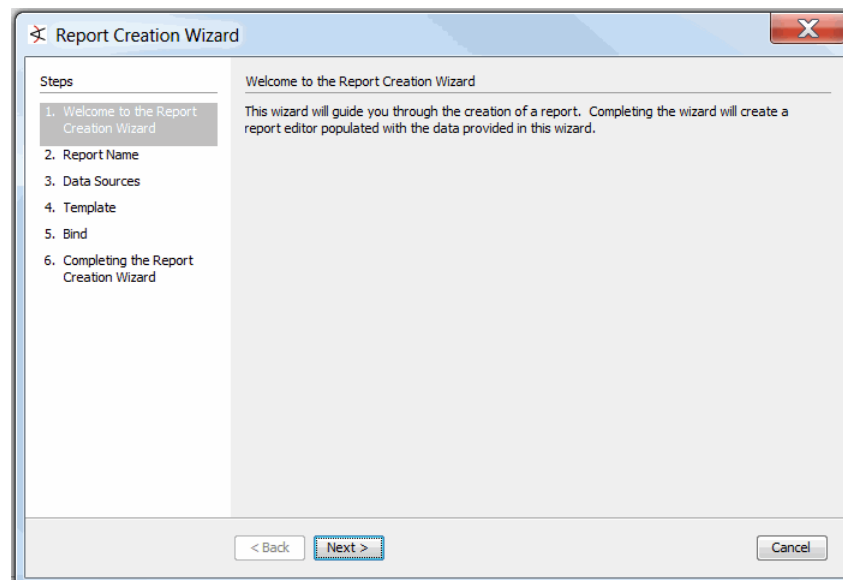 Report Creation Wizard
Steps
1. Welcome to the Report
Creation Wizard
2. Report Name
3. Data Sources
4. Template
5. Bind
6. Completing the Report
Creation Wizard
Welcome to the Report Creation Wizard
This wizard will guide you through the creation of a report. Completing the wizard will create a
report editor populated with the data provided in this wizard.
< Back
Next >
Cancel